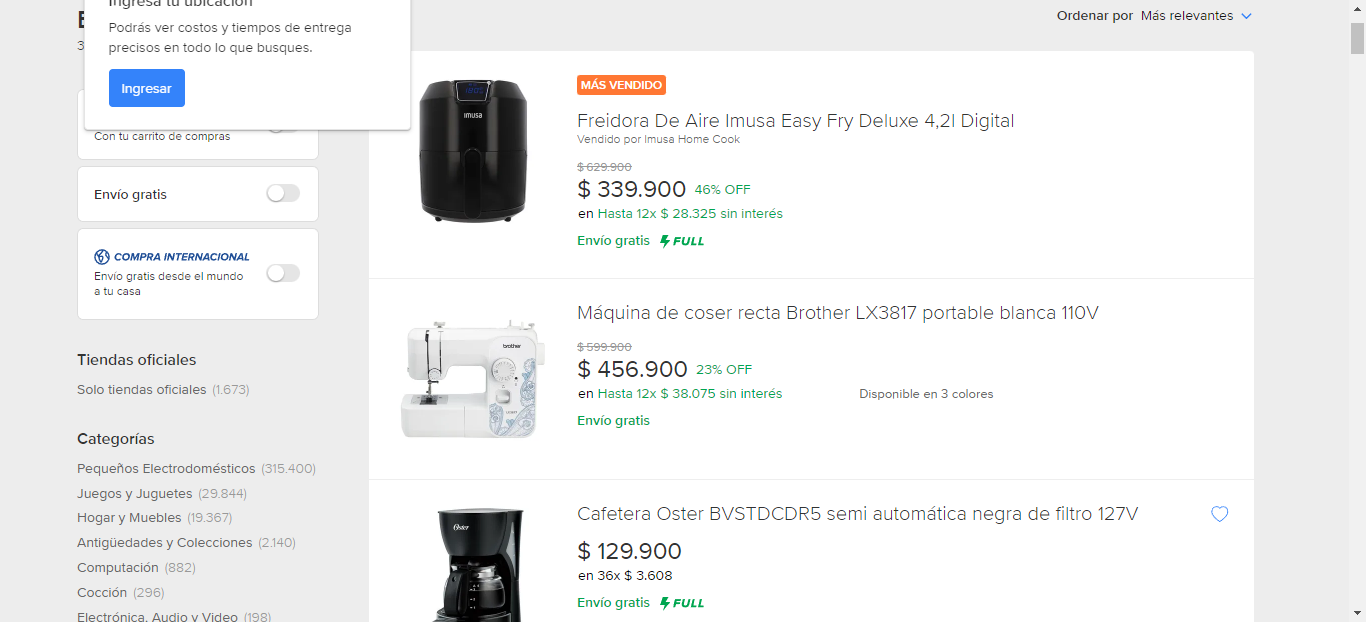 Ingresa tu ubicación
Podrás ver costos y tiempos de entrega
precisos en todo lo que busques.
Ingresar
Ordenar por Más relevantes
Con tu carrito de compras
Envío gratis
COMPRA INTERNACIONAL
Envío gratis desde el mundo
a tu casa
Tiendas oficiales
Solo tiendas oficiales (1.673)
Categorías
Pequeños Electrodomésticos (315.400)
Juegos y Juguetes (29.844)
Hogar y Muebles (19.367)
Antigüedades y Colecciones (2.140)
Computación (882)
Cocción (296)
Electrónica, Audio y Video (198)
imusa
MÁS VENDIDO
Freidora De Aire Imusa Easy Fry Deluxe 4,2l Digital
Vendido por Imusa Home Cook
$ 629.900
$ 339.900 46% OFF
en Hasta 12x $ 28.325 sin interés
Envío gratis FULL
brother
Máquina de coser recta Brother LX3817 portable blanca 110V
$ 599.900
$ 456.900 23% OFF
en Hasta 12x $ 38.075 sin interés
Disponible en 3 colores
Envío gratis
Oster
Cafetera Oster BVSTDCDR5 semi automática negra de filtro 127V
$ 129.900
en 36x $ 3.608
Envío gratis FULL